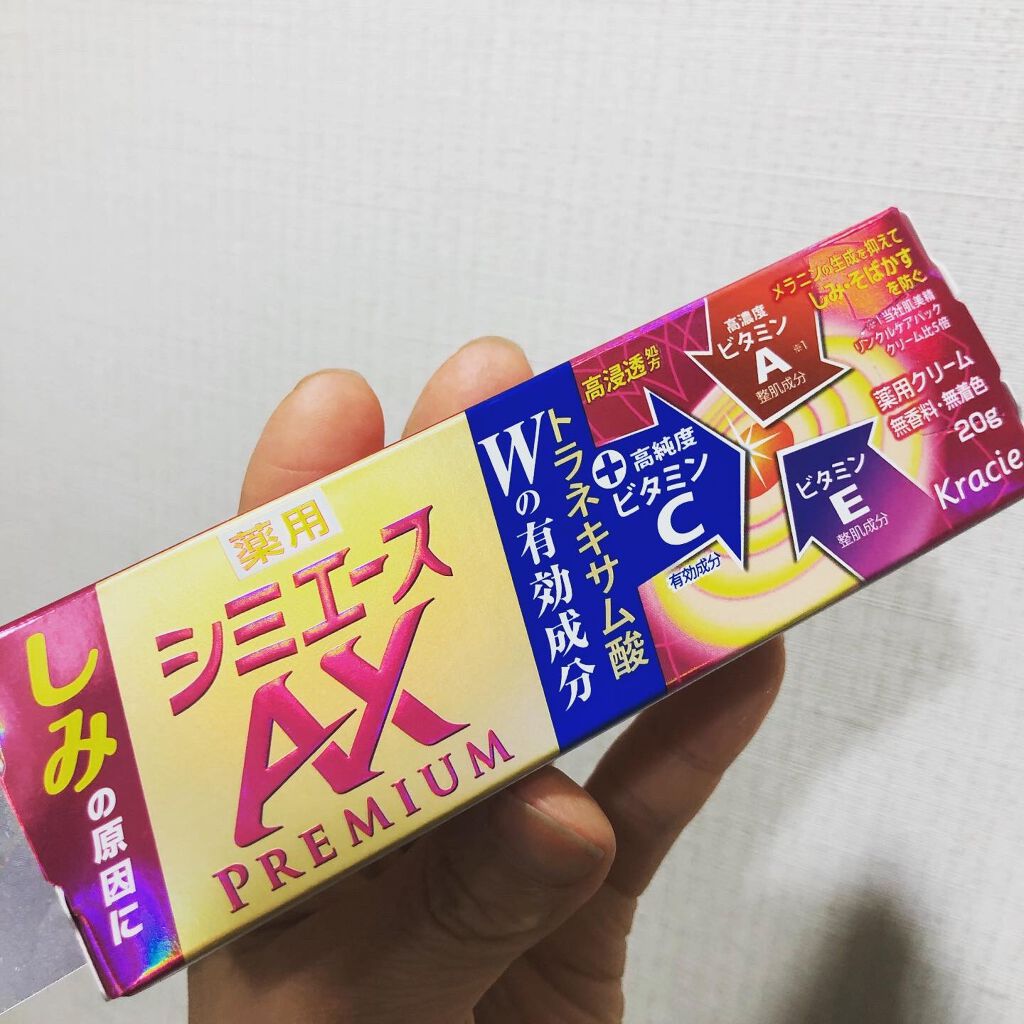 しみの原因に
薬用
シミエース
AX
PREMIUM
Wの有効成分
トラネキサム酸
+高純度
ビタミン
C
有効成分
高浸透処方
高濃度
ビタミン
A※1
整肌成分
ビタミン
E
整肌成分
メラニンの生成を抑えて
しみ・そばかす
を防ぐ
※1当社肌美精
リンクルケアパック
クリーム比5倍
薬用クリーム
無香料・無着色
20g
Kracie